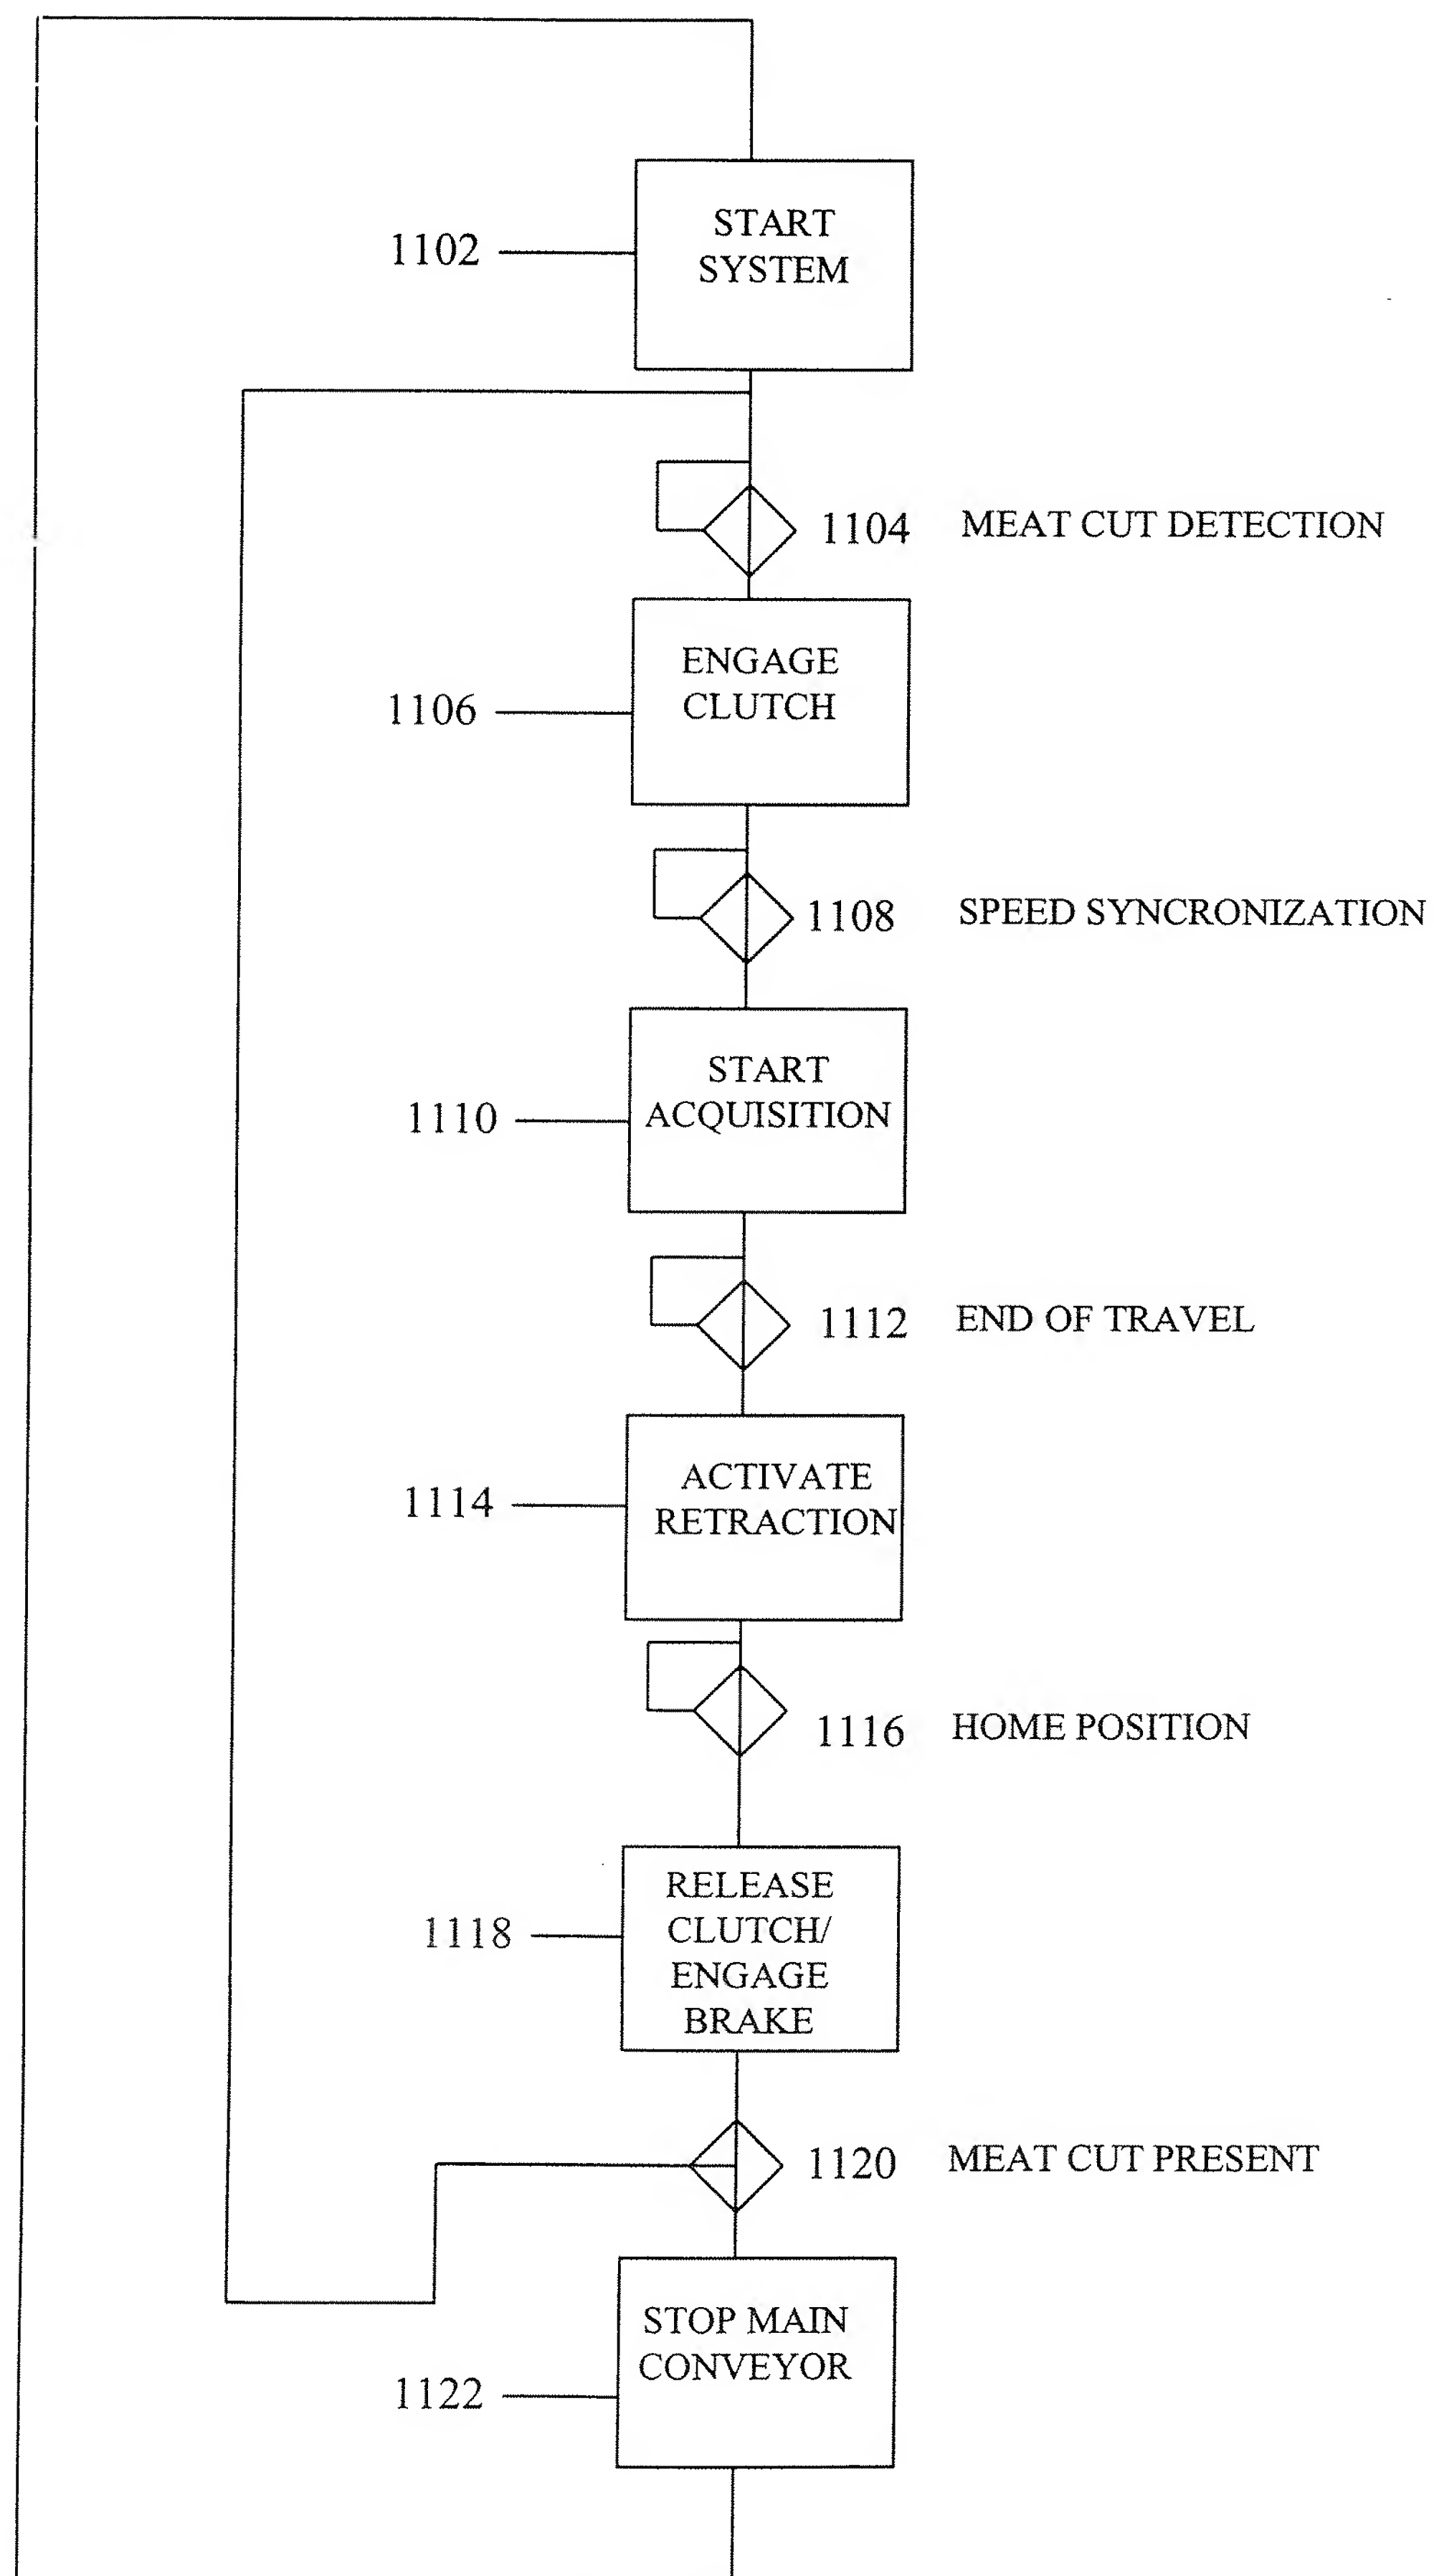 START
SYSTEM
1102
1104 MEAT CUT DETECTION
ENGAGE
CLUTCH
1106
1108 SPEED SYNCRONIZATION
START
ACQUISITION
1110
1112 END OF TRAVEL
ACTIVATE
RETRACTION
1114
1116 HOME POSITION
RELEASE
CLUTCH/
ENGAGE
BRAKE
1118
1120 MEAT CUT PRESENT
STOP MAIN
CONVEYOR
1122